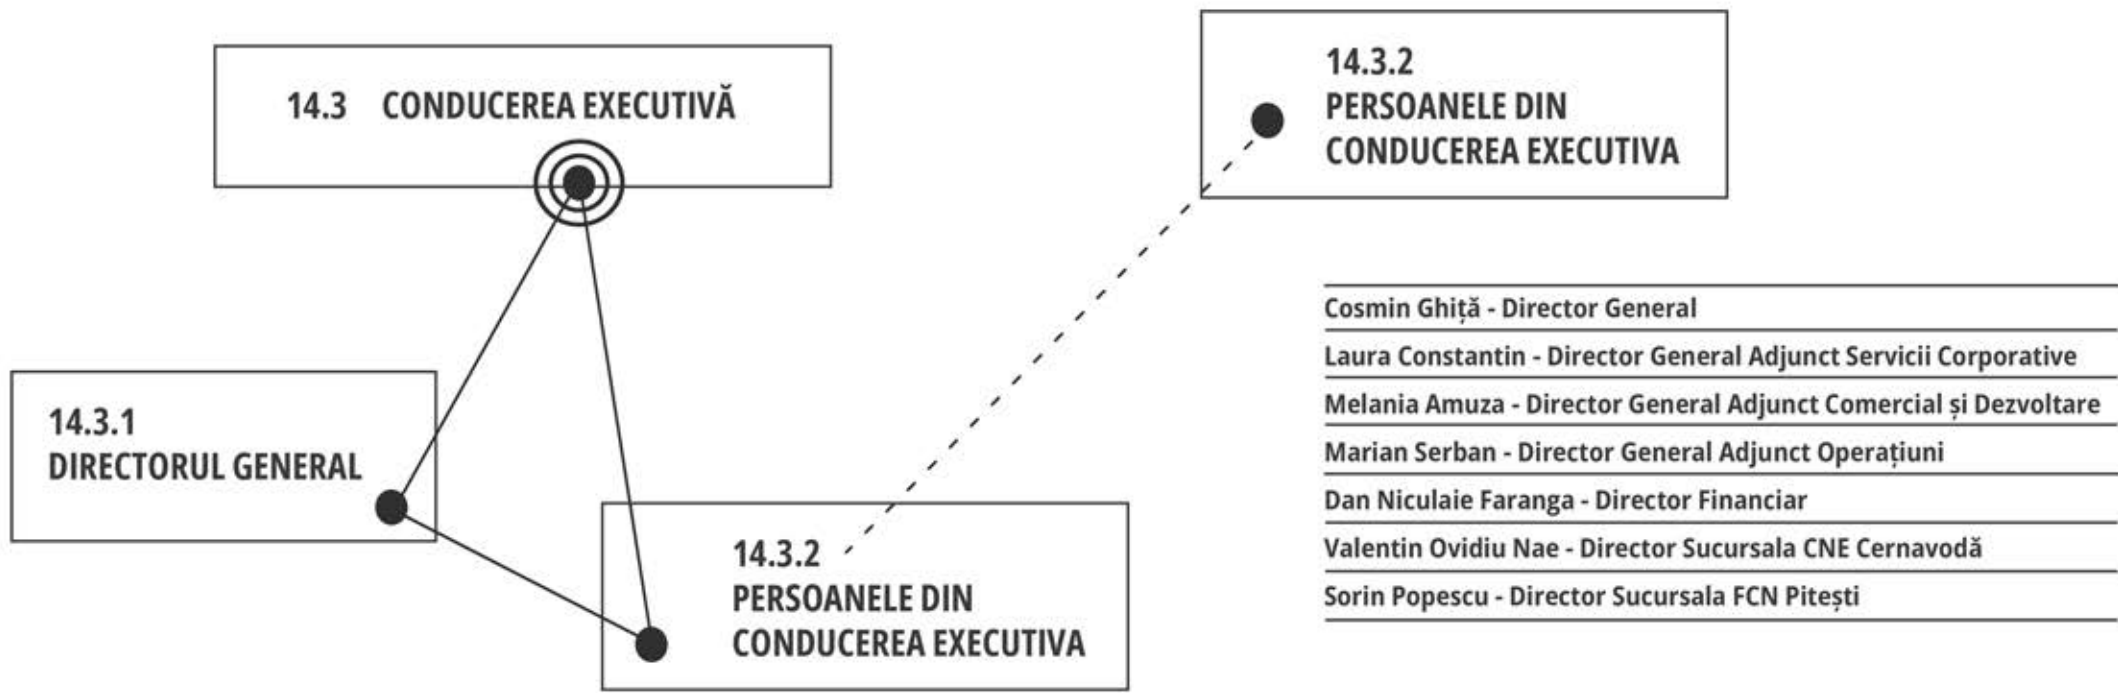 14.3 CONDUCEREA EXECUTIVĂ
14.3.1
DIRECTORUL GENERAL
14.3.2
PERSOANELE DIN
CONDUCEREA EXECUTIVA
14.3.2
PERSOANELE DIN
CONDUCEREA EXECUTIVA
Cosmin Ghiță - Director General
Laura Constantin - Director General Adjunct Servicii Corporative
Melania Amuza - Director General Adjunct Comercial și Dezvoltare
Marian Serban - Director General Adjunct Operațiuni
Dan Niculaie Faranga - Director Financiar
Valentin Ovidiu Nae - Director Sucursala CNE Cernavodă
Sorin Popescu - Director Sucursala FCN Pitești